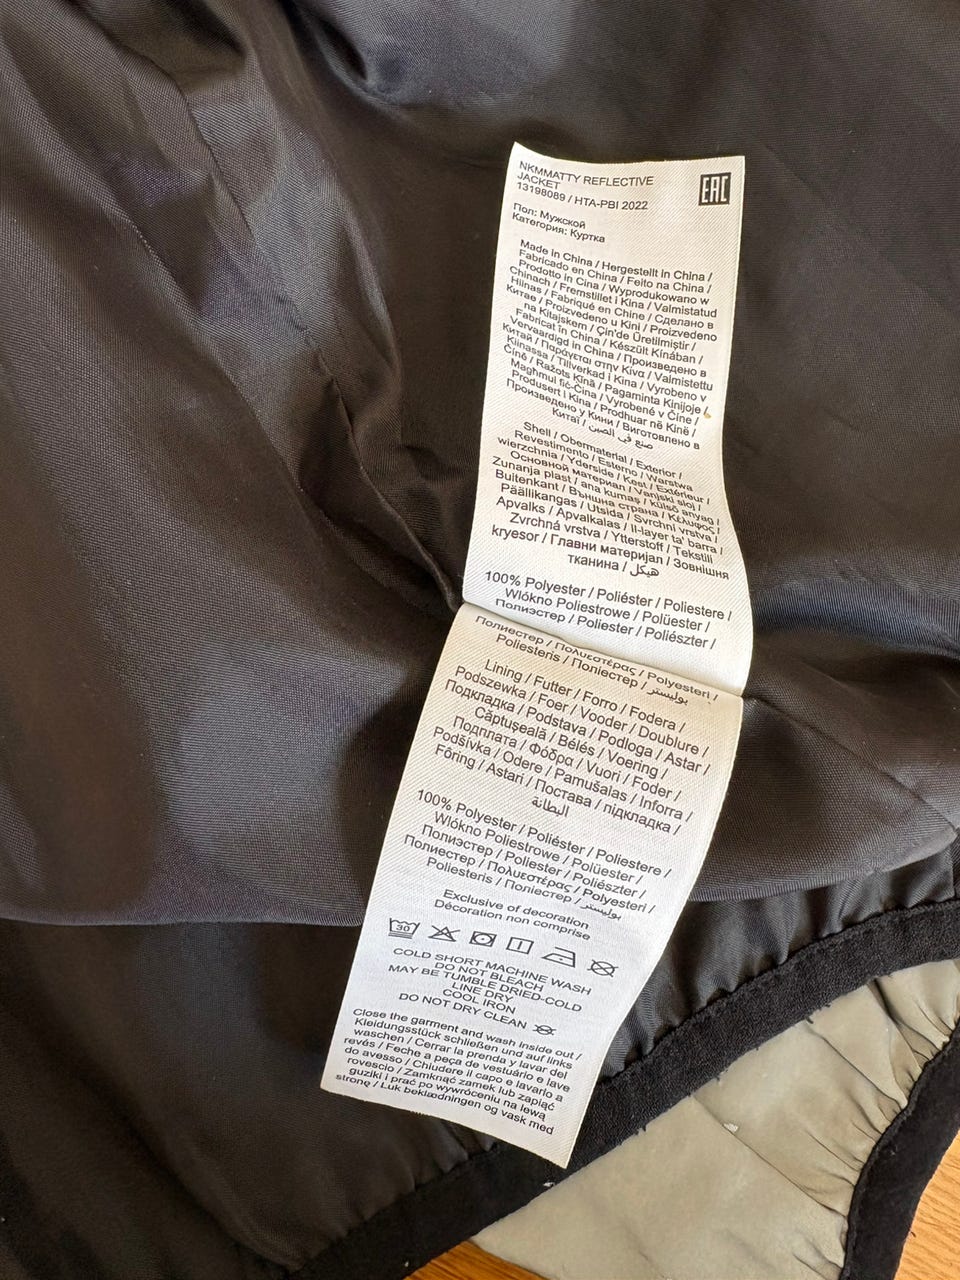 NKMMATTY REFLECTIVE
JACKET
13198089 / HTA-PBI 2022
EAC
Пол: Мужской
Категория: Куртка
Made in China / Hergestellt in China /
Fabricado en China / Feito na China /
Prodotto in Cina / Wyprodukowano w
Chinach / Fremstillet i Kina / Valmistatud
Hiinas / Fabriqué en Chine / Сделано в
Китае / Proizvedeno u Kini / Proizvedeno
na Kitajskem / Çin'de Üretilmiştir /
Fabricat în China / Készült Kínában /
Vervaardigd in China / Произведено в
Китай / Παράγεται στην Κίνα / Valmistettu
Kiinassa / Tillverkad i Kina / Vyrobeno v
Číně / Ražots Ķīnā / Pagaminta Kinijoje /
Magħmul fiċ-Ċina / Vyrobené v Číne /
Produsert i Kina / Prodhuar në Kinë /
Произведено у Кини / Виготовлено в
Китаї / صنع في الصين
Shell / Obermaterial / Exterior /
Revestimento / Esterno / Warstwa
wierzchnia / Yderside / Kest / Extérieur /
Основной материал / Vanjski sloj /
Zunanja plast / ana kumaş / külső anyag /
Buitenkant / Външна страна / Κέλυφος /
Päällikangas / Utsida / Svrchní vrstva /
Apvalks / Apvalkalas / Il-layer ta' barra /
Zvrchná vrstva / Ytterstoff / Tekstili
kryesor / Главни материјал / Зовнішня
тканина / هيكل
100% Polyester / Poliéster / Poliestere /
Włókno Poliestrowe / Polüester /
Полиэстер / Poliester / Poliészter /
Полиестер / Πολυεστέρας / Polyesteri /
Poliesteris / Поліестер / بوليستر
Lining / Futter / Forro / Fodera /
Podszewka / Foer / Vooder / Doublure /
Подкладка / Podstava / Podloga / Astar /
Căptuşeală / Bélés / Voering /
Подплата / Φόδρα / Vuori / Foder /
Podšívka / Odere / Pamušalas / Inforra /
Fôring / Astari / Постава / підкладка /
البطانة
100% Polyester / Poliéster / Poliestere /
Włókno Poliestrowe / Polüester /
Полиэстер / Poliester / Poliészter /
Полиестер / Πολυεστέρας / Polyesteri /
Poliesteris / Поліестер / بوليستر
Exclusive of decoration
Décoration non comprise
30
COLD SHORT MACHINE WASH
DO NOT BLEACH
MAY BE TUMBLE DRIED-COLD
LINE DRY
COOL IRON
DO NOT DRY CLEAN
Close the garment and wash inside out /
Kleidungsstück schließen und auf links
waschen / Cerrar la prenda y lavar del
revés / Feche a peça de vestuário e lave
do avesso / Chiudere il capo e lavario a
rovescio / Zamknąć zamek lub zapiąć
guziki i prać po wywróceniu na lewą
stronę / Luk beklædningen og vask med